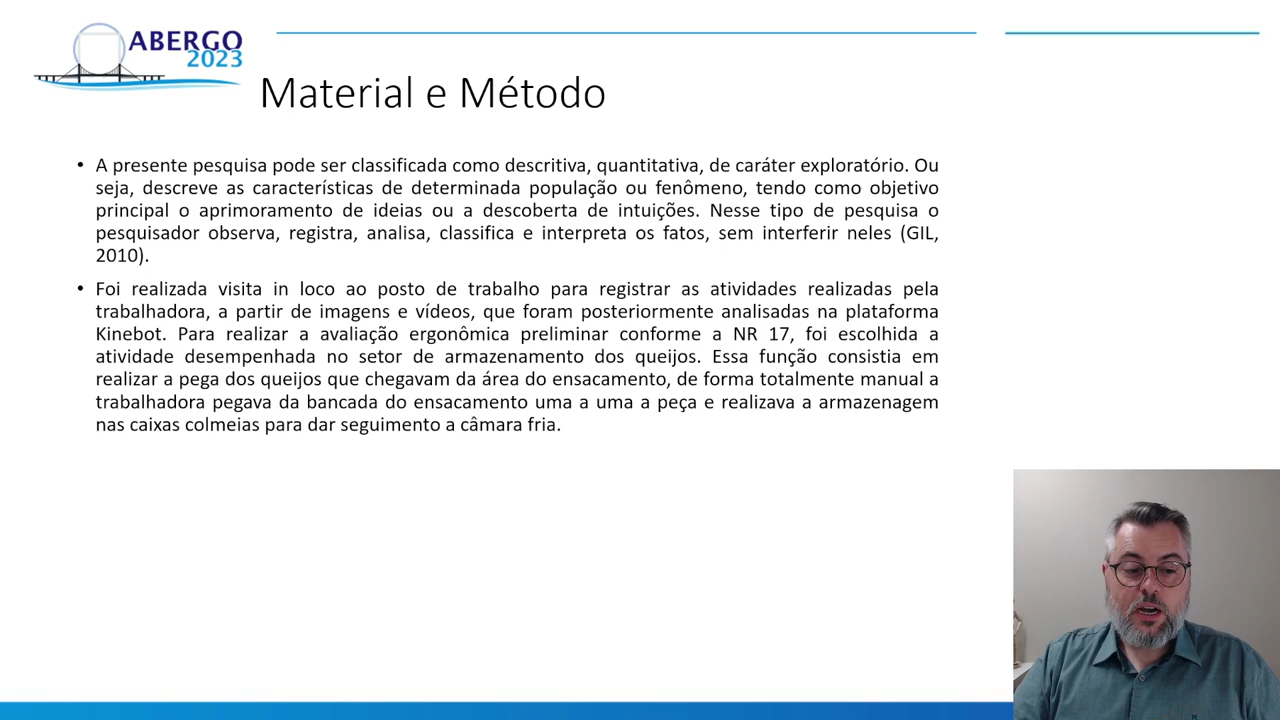 ABERGO
2023
Material e Método
• A presente pesquisa pode ser classificada como descritiva, quantitativa, de caráter exploratório. Ou
seja, descreve as características de determinada população ou fenômeno, tendo como objetivo
principal o aprimoramento de ideias ou a descoberta de intuições. Nesse tipo de pesquisa o
pesquisador observa, registra, analisa, classifica e interpreta os fatos, sem interferir neles (GIL,
2010).
• Foi realizada visita in loco ao posto de trabalho para registrar as atividades realizadas pela
trabalhadora, a partir de imagens e vídeos, que foram posteriormente analisadas na plataforma
Kinebot. Para realizar a avaliação ergonômica preliminar conforme a NR 17, foi escolhida a
atividade desempenhada no setor de armazenamento dos queijos. Essa função consistia em
realizar a pega dos queijos que chegavam da área do ensacamento, de forma totalmente manual a
trabalhadora pegava da bancada do ensacamento uma a uma a peça e realizava a armazenagem
nas caixas colmeias para dar seguimento a câmara fria.